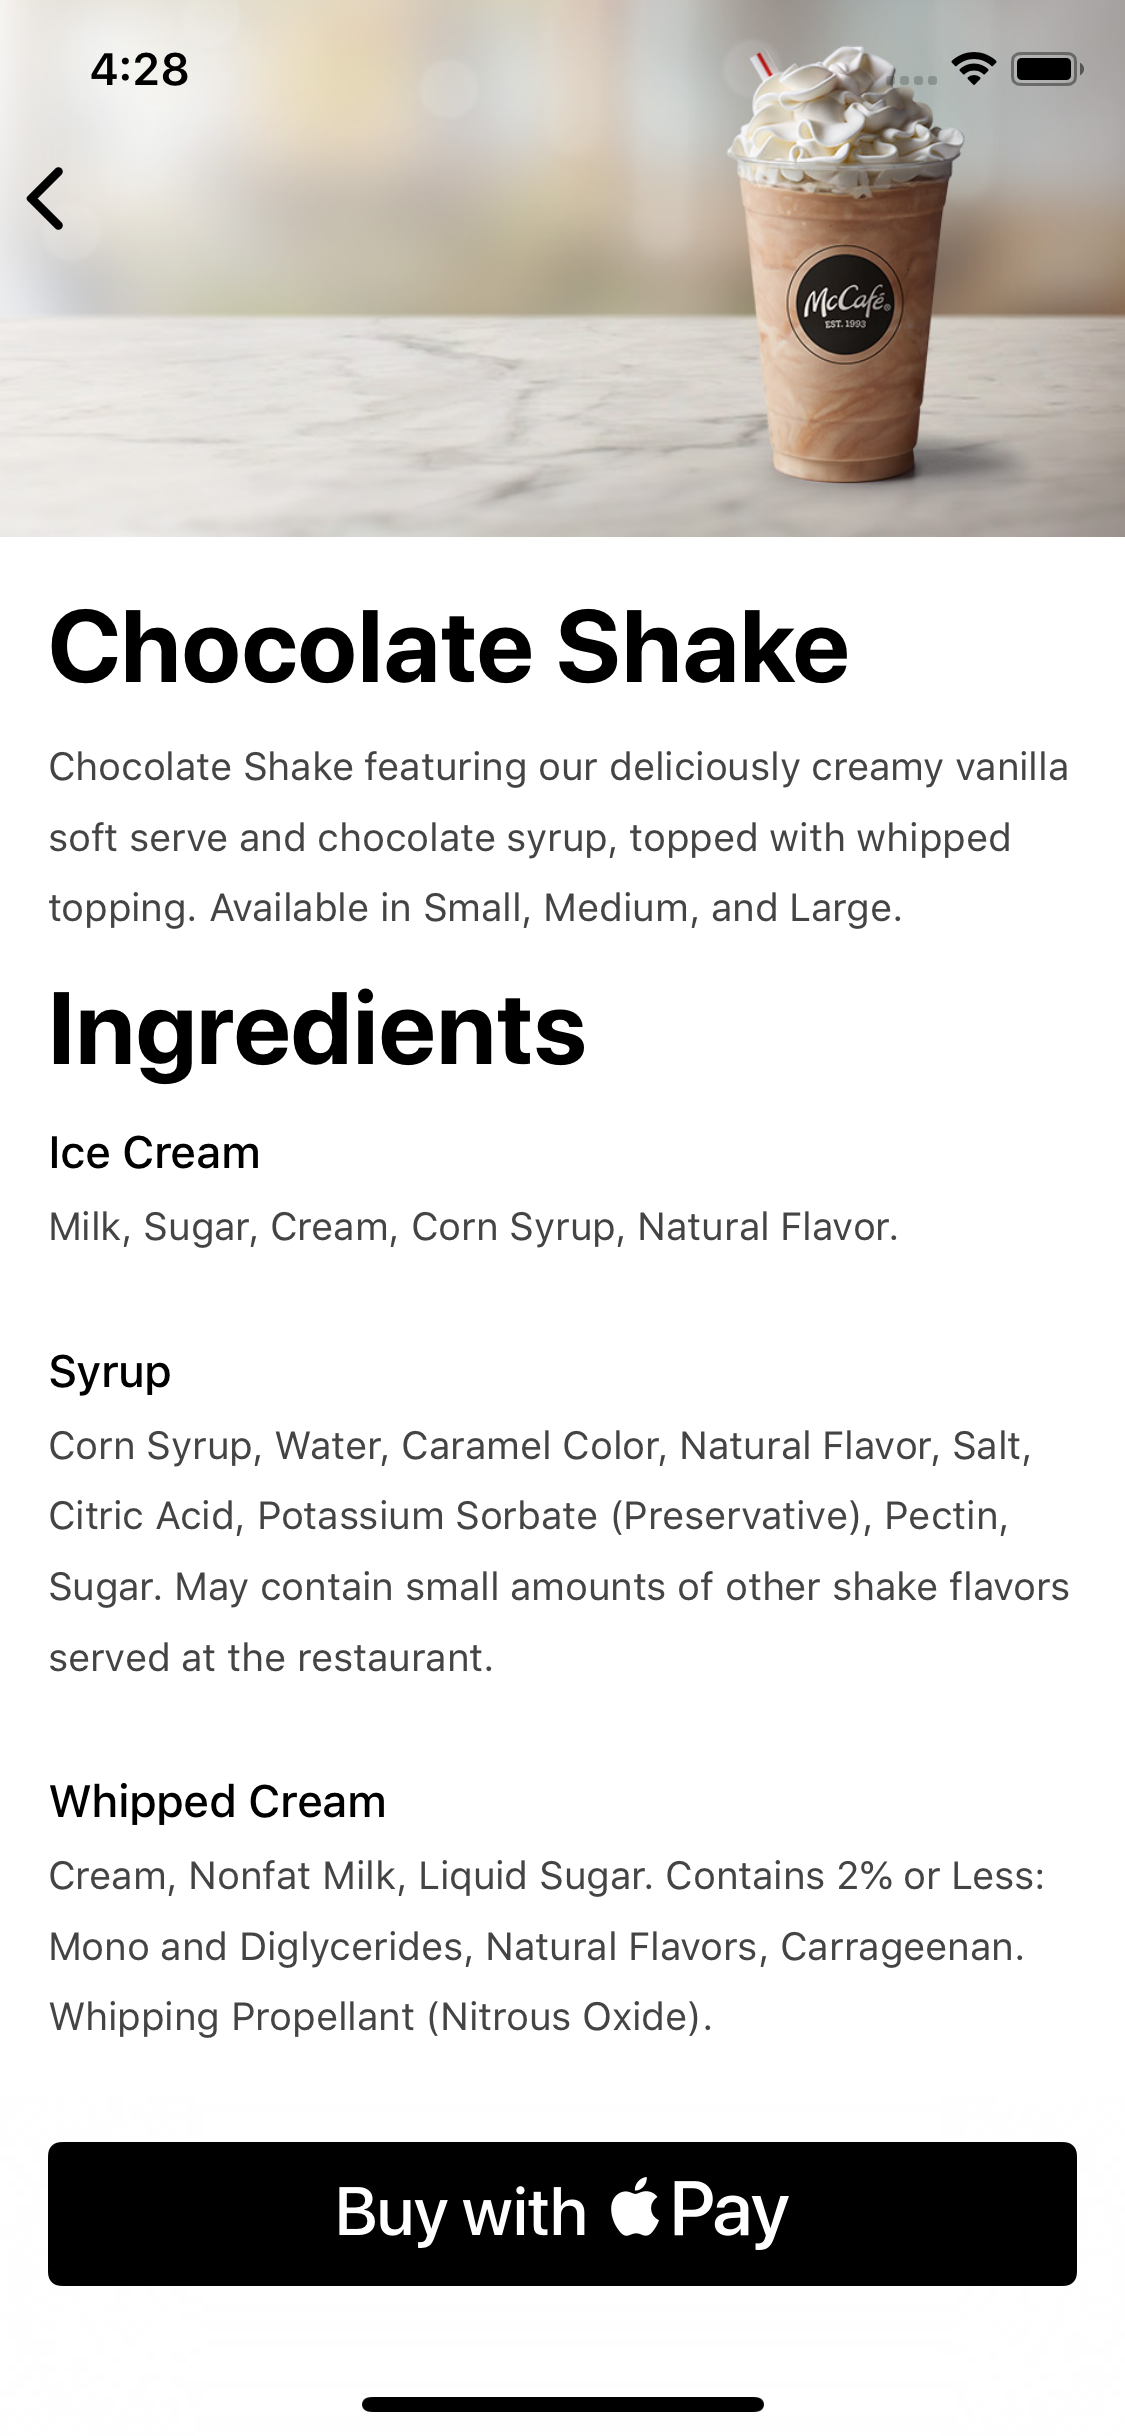 4:28
McCafé®
EST. 1993
Chocolate Shake
Chocolate Shake featuring our deliciously creamy vanilla
soft serve and chocolate syrup, topped with whipped
topping. Available in Small, Medium, and Large.
Ingredients
Ice Cream
Milk, Sugar, Cream, Corn Syrup, Natural Flavor.
Syrup
Corn Syrup, Water, Caramel Color, Natural Flavor, Salt,
Citric Acid, Potassium Sorbate (Preservative), Pectin,
Sugar. May contain small amounts of other shake flavors
served at the restaurant.
Whipped Cream
Cream, Nonfat Milk, Liquid Sugar. Contains 2% or Less:
Mono and Diglycerides, Natural Flavors, Carrageenan.
Whipping Propellant (Nitrous Oxide).
Buy with Pay